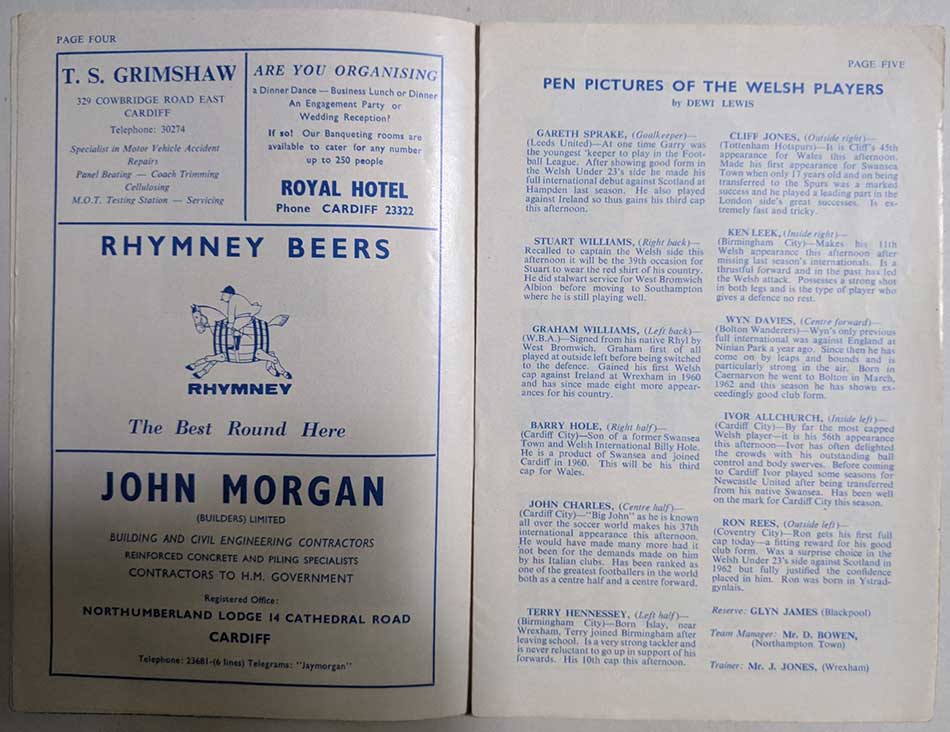 PAGE FOUR
T. S. GRIMSHAW
329 COWBRIDGE ROAD EAST
CARDIFF
Telephone: 30274
Specialist in Motor Vehicle Accident
Repairs
Panel Beating — Coach Trimming
Cellulosing
M.O.T. Testing Station — Servicing
ARE YOU ORGANISING
a Dinner Dance — Business Lunch or Dinner
An Engagement Party or
Wedding Reception?
If so! Our Banqueting rooms are
available to cater for any number
up to 250 people
ROYAL HOTEL
Phone CARDIFF 23322
RHYMNEY BEERS
RHYMNEY
The Best Round Here
JOHN MORGAN
(BUILDERS) LIMITED
BUILDING AND CIVIL ENGINEERING CONTRACTORS
REINFORCED CONCRETE AND PILING SPECIALISTS
CONTRACTORS TO H.M. GOVERNMENT
Registered Office:
NORTHUMBERLAND LODGE 14 CATHEDRAL ROAD
CARDIFF
Telephone: 23681-(6 lines) Telegrams: "Jaymorgan"
PAGE FIVE
PEN PICTURES OF THE WELSH PLAYERS
by DEWI LEWIS
GARETH SPRAKE, (Goalkeeper)—
(Leeds United)—At one time Garry was
the youngest 'keeper to play in the Foot-
ball League. After showing good form in
the Welsh Under 23's side he made his
full international debut against Scotland at
Hampden last season. He also played
against Ireland so thus gains his third cap
this afternoon.
STUART WILLIAMS, (Right back)—
Recalled to captain the Welsh side this
afternoon it will be the 39th occasion for
Stuart to wear the red shirt of his country.
He did stalwart service for West Bromwich
Albion before moving to Southampton
where he is still playing well.
GRAHAM WILLIAMS, (Left back)—
(W.B.A.)—Signed from his native Rhyl by
West Bromwich. Graham first of all
played at outside left before being switched
to the defence. Gained his first Welsh
cap against Ireland at Wrexham in 1960
and has since made eight more appear-
ances for his country.
BARRY HOLE, (Right half)—
(Cardiff City)—Son of a former Swansea
Town and Welsh International Billy Hole.
He is a product of Swansea and joined
Cardiff in 1960. This will be his third
cap for Wales.
JOHN CHARLES, (Centre half)—
(Cardiff City)—"Big John" as he is known
all over the soccer world makes his 37th
international appearance this afternoon.
He would have made many more had it
not been for the demands made on him
by his Italian clubs. Has been ranked as
one of the greatest footballers in the world
both as a centre half and a centre forward.
TERRY HENNESSEY, (Left half)—
(Birmingham City)—Born Islay, near
Wrexham, Terry joined Birmingham after
leaving school. Is a very strong tackler and
is never reluctant to go up in support of his
forwards. His 10th cap this afternoon.
CLIFF JONES, (Outside right)—
(Tottenham Hotspurs)—It is Cliff's 45th
appearance for Wales this afternoon.
Made his first appearance for Swansea
Town when only 17 years old and on being
transferred to the Spurs was a marked
success and he played a leading part in the
London side's great successes. Is ex-
tremely fast and tricky.
KEN LEEK, (Inside right)—
(Birmingham City)—Makes his 11th
Welsh appearance this afternoon after
missing last season's internationals. Is a
thrustful forward and in the past has led
the Welsh attack. Possesses a strong shot
in both legs and is the type of player who
gives a defence no rest.
WYN DAVIES, (Centre forward)—
(Bolton Wanderers)—Wyn's only previous
full international was against England at
Ninian Park a year ago. Since then he has
come on by leaps and bounds and is
particularly strong in the air. Born in
Caernarvon he went to Bolton in March,
1962 and this season he has shown ex-
ceedingly good club form.
IVOR ALLCHURCH, (Inside left)—
(Cardiff City)—By far the most capped
Welsh player—it is his 56th appearance
this afternoon—Ivor has often delighted
the crowds with his outstanding ball
control and body swerves. Before coming
to Cardiff Ivor played some seasons for
Newcastle United after being transferred
from his native Swansea. Has been well
on the mark for Cardiff City this season.
RON REES, (Outside left)—
(Coventry City)—Ron gets his first full
cap today—a fitting reward for his good
club form. Was a surprise choice in the
Welsh Under 23's side against Scotland in
1962 but fully justified the confidence
placed in him. Ron was born in Ystrad-
gynlais.
Reserve: GLYN JAMES (Blackpool)
Team Manager: Mr. D. BOWEN,
(Northampton Town)
Trainer: Mr. J. JONES, (Wrexham)